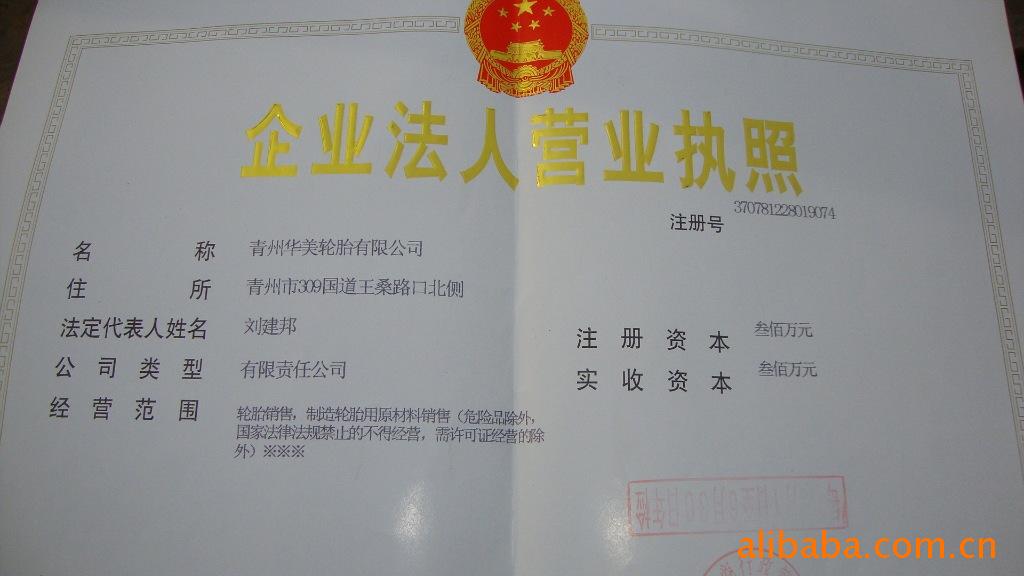 企业法人营业执照
注册号 370781228019074
名称 青州华美轮胎有限公司
住所 青州市309国道王桑路口北侧
法定代表人姓名 刘建邦
注册资本 叁佰万元
公司类型 有限责任公司
实收资本 叁佰万元
经营范围 轮胎销售，制造轮胎用原材料销售（危险品除外，
国家法律法规禁止的不得经营，需许可证经营的除
外）※※※
alibaba.com.cn